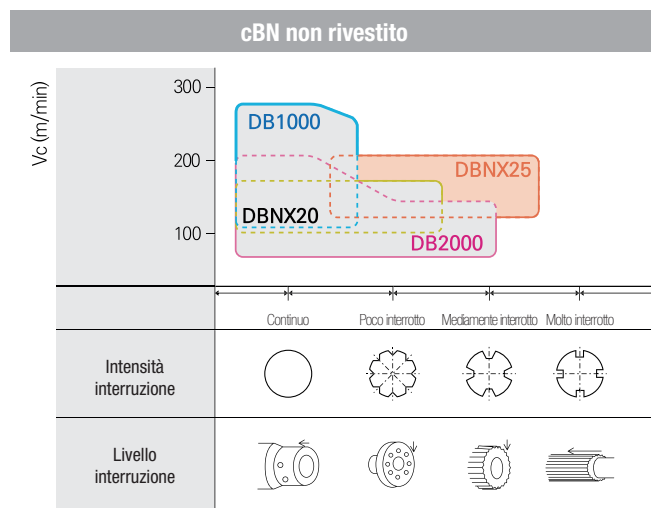 cBN non rivestito
Vc (m/min)
300
200
100
DB1000
DBNX25
DBNX20
DB2000
Continuo
Poco interrotto
Mediamente interrotto
Molto interrotto
Intensità
interruzione
Livello
interruzione